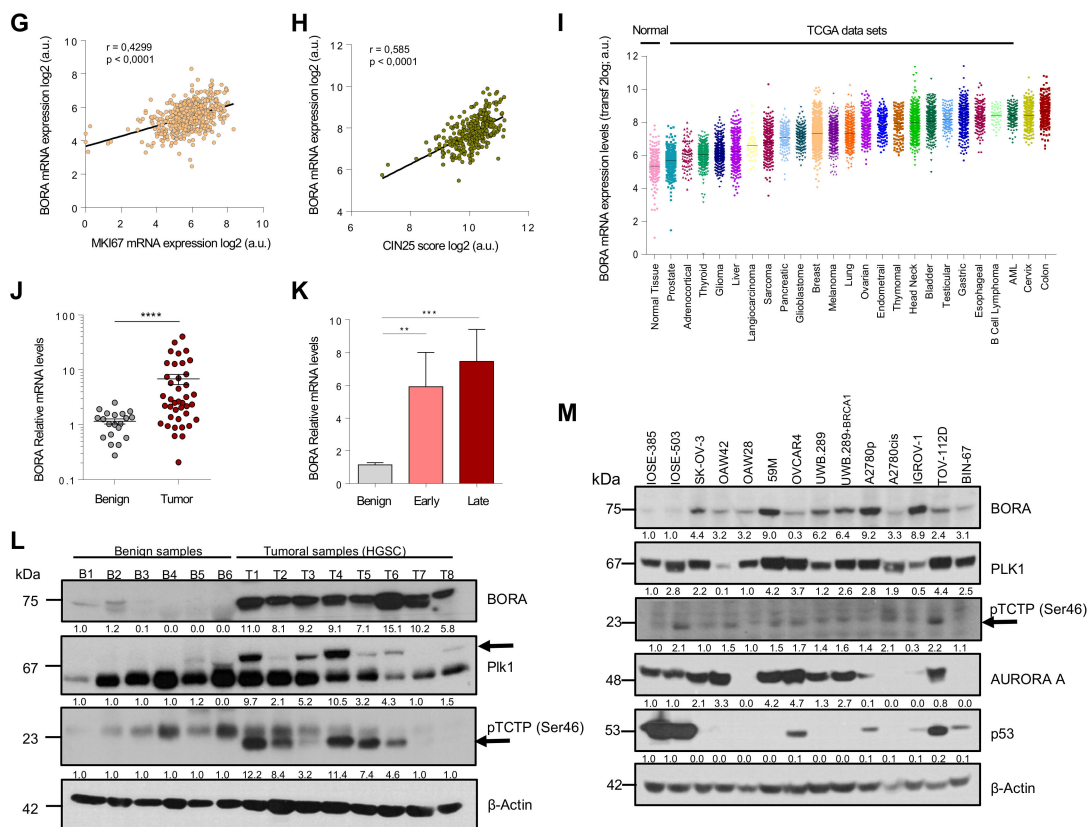 G
BORA mRNA expression log2 (a.u.)
r = 0,4299
p < 0,0001
10
8
6
4
2
0
0
2
4
6
8
10
MKI67 mRNA expression log2 (a.u.)
H
BORA mRNA expression log2 (a.u.)
r = 0,585
p < 0,0001
12
10
8
6
4
6
8
10
12
CIN25 score log2 (a.u.)
I
Normal
TCGA data sets
BORA mRNA expression levels (transf 2log; a.u.)
12
10
8
6
4
2
0
Normal Tissue
Prostate
Adrenocortical
Thyroid
Glioma
Liver
Langiocarcinoma
Sarcoma
Pancreatic
Glioblastome
Breast
Melanoma
Lung
Ovarian
Endometrail
Thymomal
Head Neck
Bladder
Testicular
Gastric
Esophageal
B Cell Lymphoma
AML
Cervix
Colon
J
BORA Relative mRNA levels
100
10
1
0.1
****
Benign
Tumor
K
BORA Relative mRNA levels
10
8
6
4
2
0
**
***
Benign
Early
Late
L
Benign samples
Tumoral samples (HGSC)
kDa
B1 B2 B3 B4 B5 B6 T1 T2 T3 T4 T5 T6 T7 T8
75
BORA
1.0 1.2 0.1 0.0 0.0 0.0 11.0 8.1 9.2 9.1 7.1 15.1 10.2 5.8
67
Plk1
1.0 1.0 1.0 1.0 1.2 0.0 9.7 2.1 5.2 10.5 3.2 4.3 1.0 1.5
pTCTP (Ser46)
23
1.0 1.0 1.0 1.0 1.0 1.0 12.2 8.4 3.2 11.4 7.4 4.6 1.0 1.0
42
β-Actin
M
kDa
IOSE-385
IOSE-503
SK-OV-3
OAW42
OAW28
59M
OVCAR4
UWB.289
UWB.289+BRCA1
A2780p
A2780cis
IGROV-1
TOV-112D
BIN-67
75
BORA
1.0 1.0 4.4 3.2 3.2 9.0 0.3 6.2 6.4 9.2 3.3 8.9 2.4 3.1
67
PLK1
1.0 2.8 2.2 0.1 1.0 4.2 3.7 1.2 2.6 2.8 1.9 0.5 4.4 2.5
pTCTP (Ser46)
23
1.0 2.1 1.0 1.5 1.0 1.5 1.7 1.4 1.6 1.4 2.1 0.3 2.2 1.1
48
AURORA A
2.1 3.3 0.0 4.2 4.7 1.3 2.7 0.1 0.0 0.0 0.8 0.0
53
p53
0.0 0.0 0.0 0.0 0.1 0.0 0.0 0.1 0.0 0.1 0.2 0.1
42
β-Actin